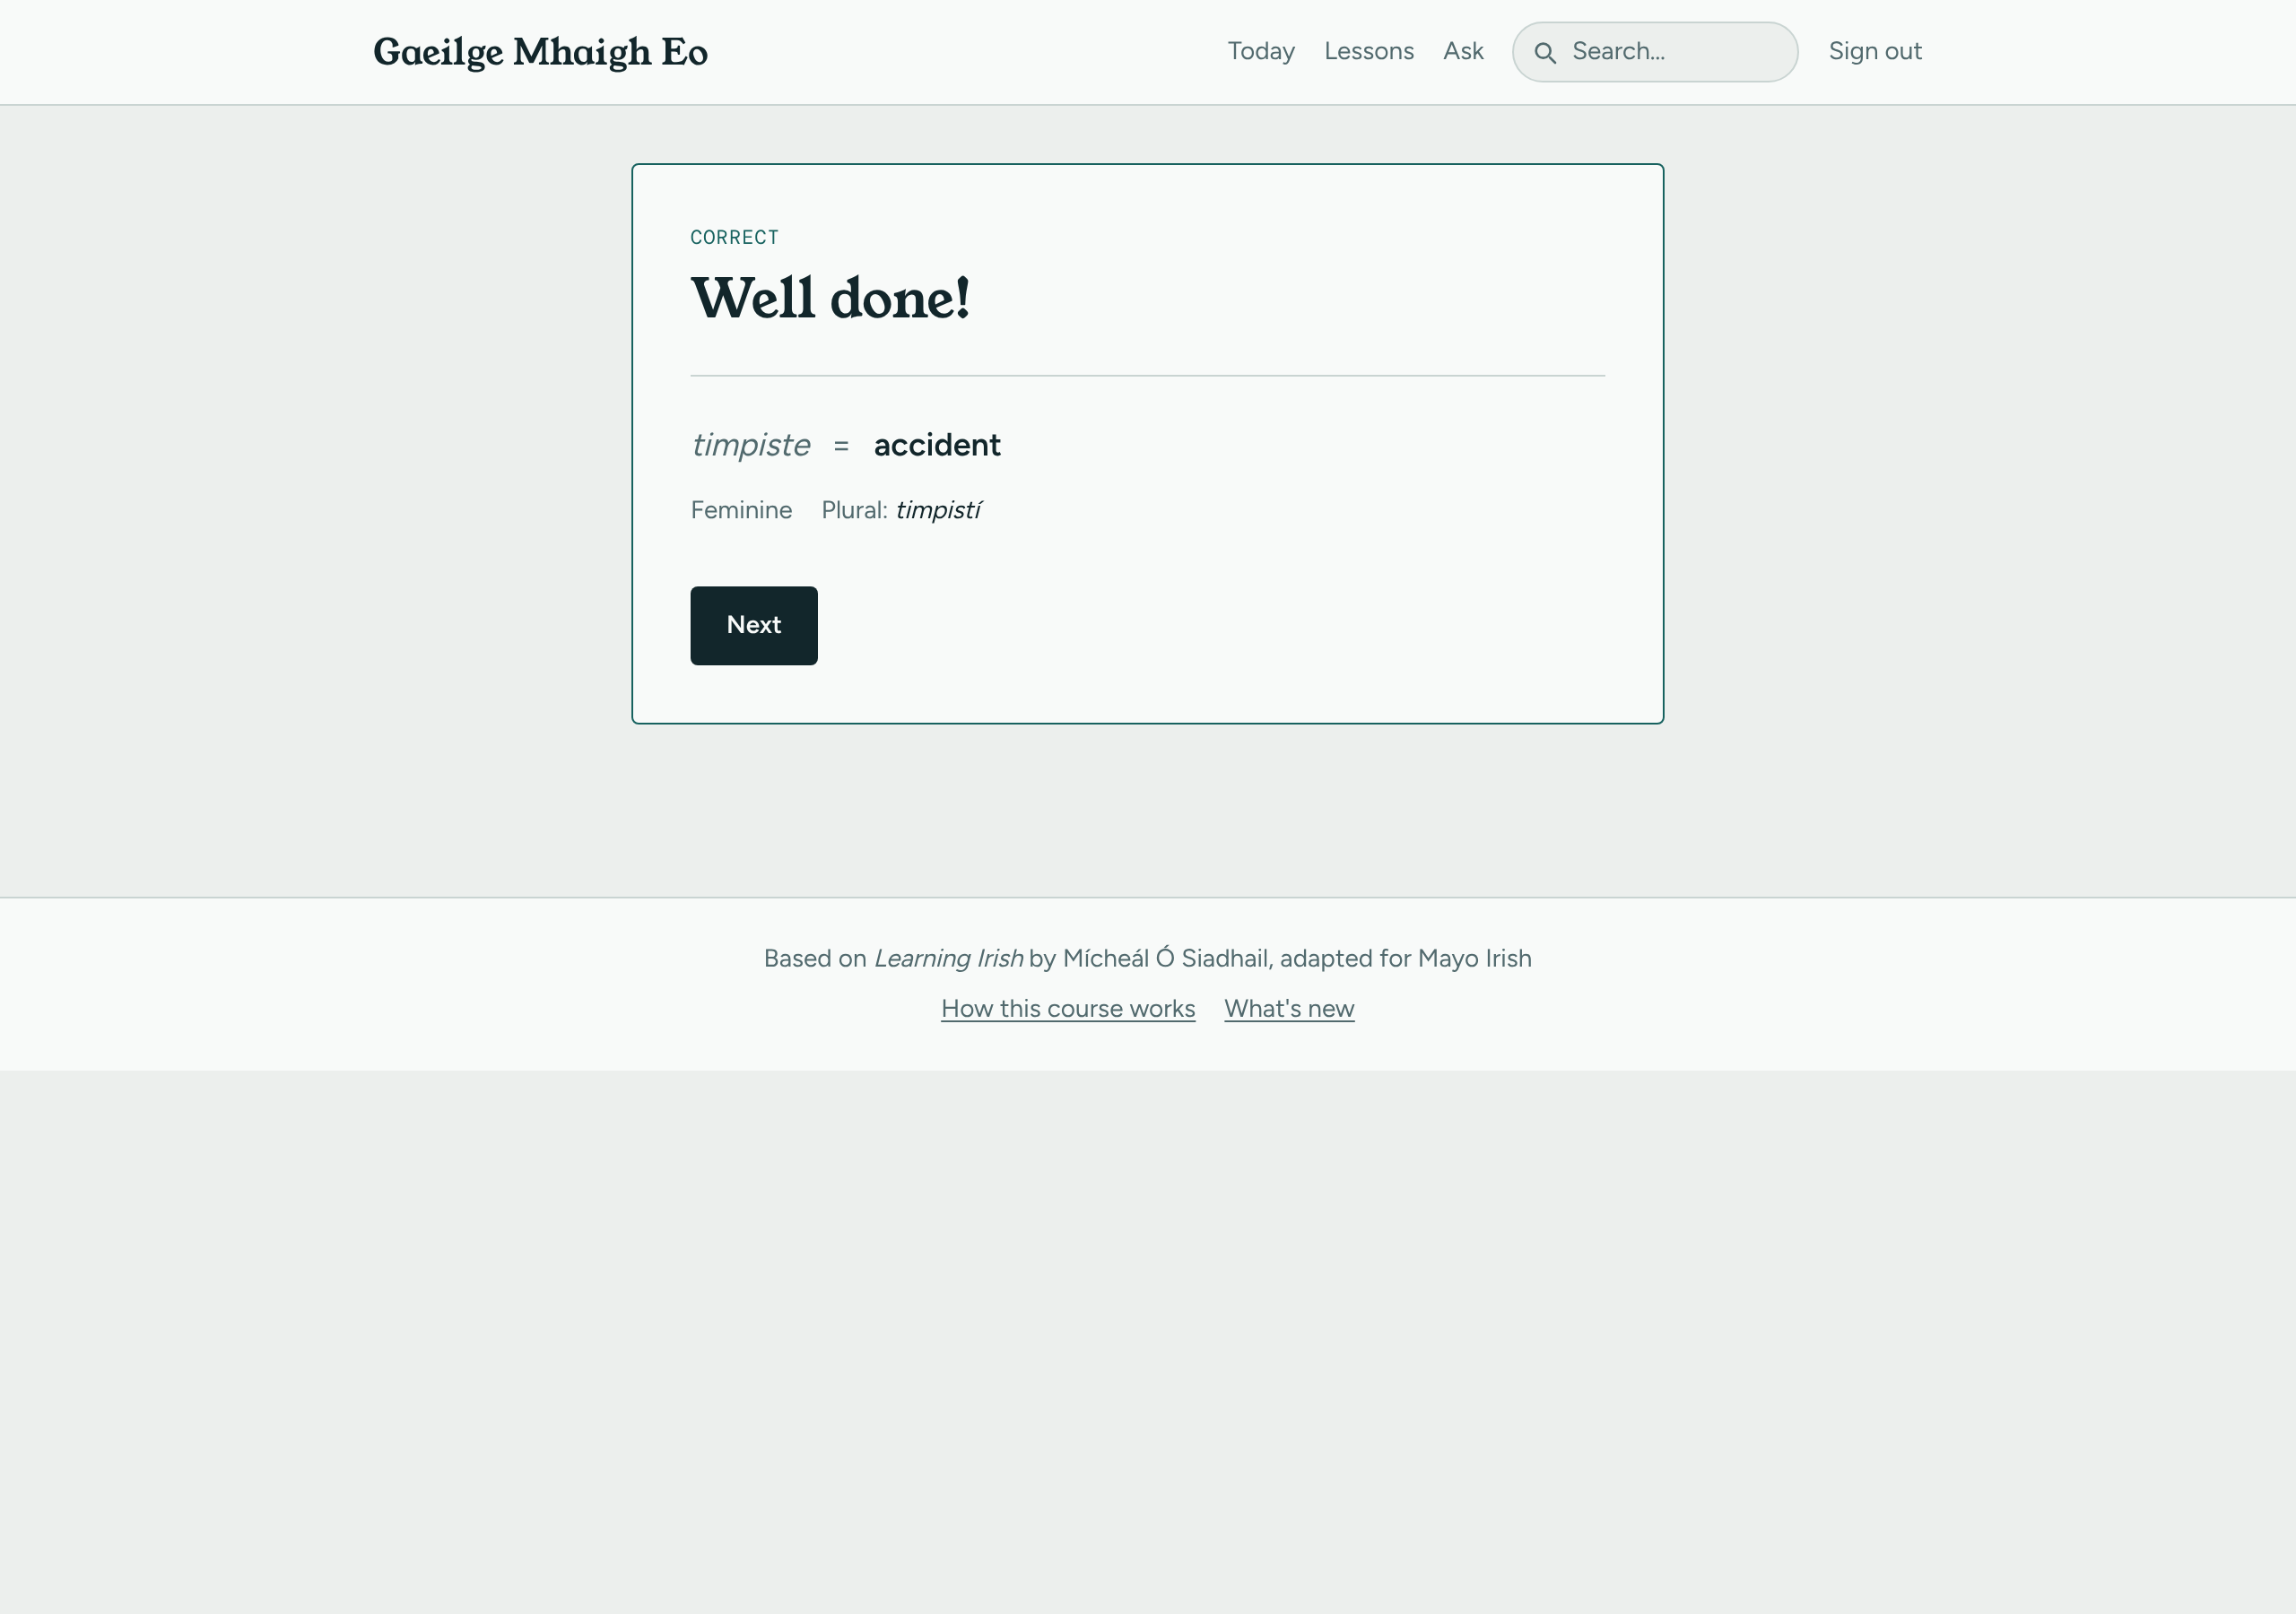 Gaeilge Mhaigh Eo
Today Lessons Ask Search... Sign out
CORRECT
Well done!
timpiste = accident
Feminine Plural: timpistí
Next
Based on Learning Irish by Mícheál Ó Siadhail, adapted for Mayo Irish
How this course works What's new